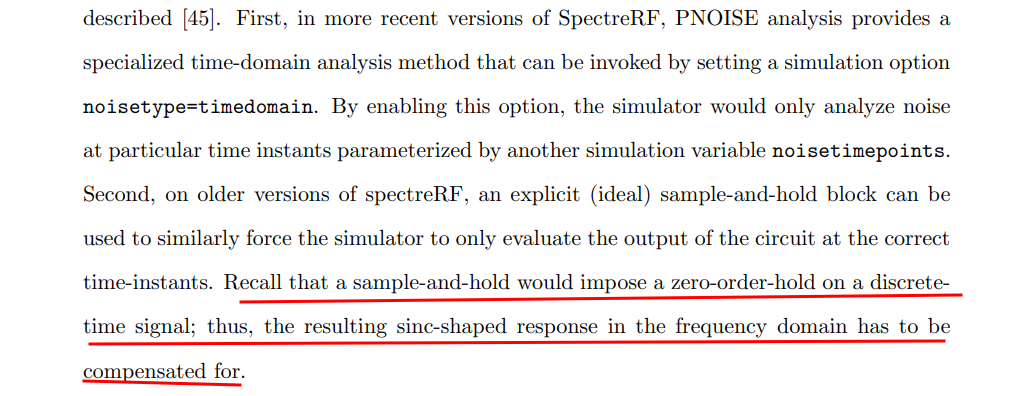 described [45]. First, in more recent versions of SpectreRF, PNOISE analysis provides a
specialized time-domain analysis method that can be invoked by setting a simulation option
noisetype=timedomain. By enabling this option, the simulator would only analyze noise
at particular time instants parameterized by another simulation variable noisetimepoints.
Second, on older versions of spectreRF, an explicit (ideal) sample-and-hold block can be
used to similarly force the simulator to only evaluate the output of the circuit at the correct
time-instants. Recall that a sample-and-hold would impose a zero-order-hold on a discrete-
time signal; thus, the resulting sinc-shaped response in the frequency domain has to be
compensated for.